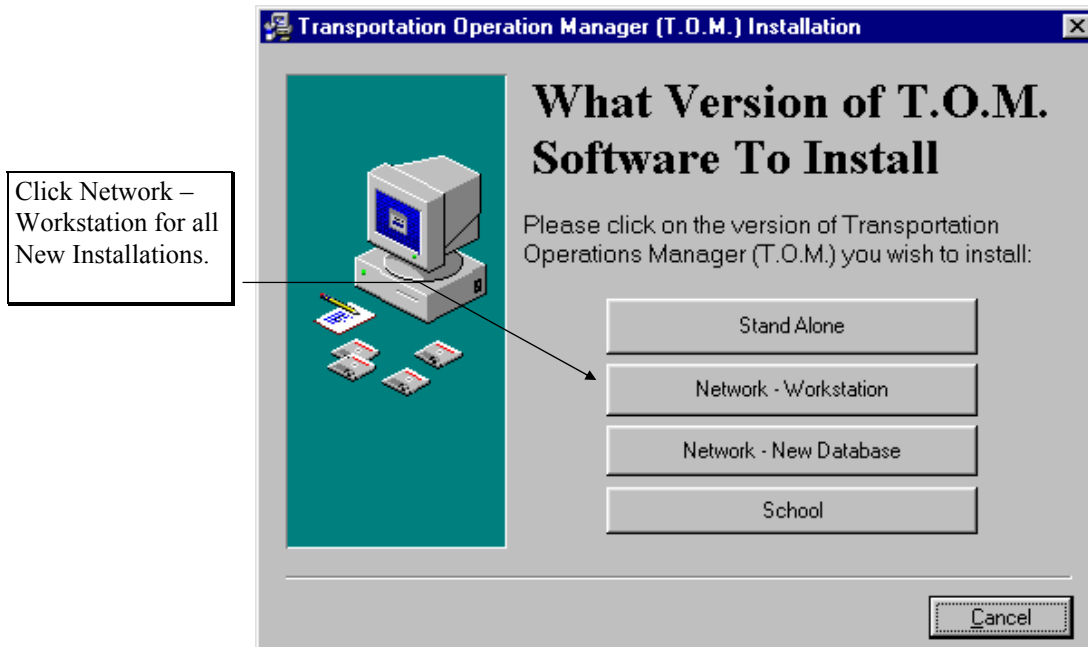 Transportation Operation Manager (T.O.M.) Installation
What Version of T.O.M.
Software To Install
Click Network –
Workstation for all
New Installations.
Please click on the version of Transportation
Operations Manager (T.O.M.) you wish to install:
Stand Alone
Network - Workstation
Network - New Database
School
Cancel